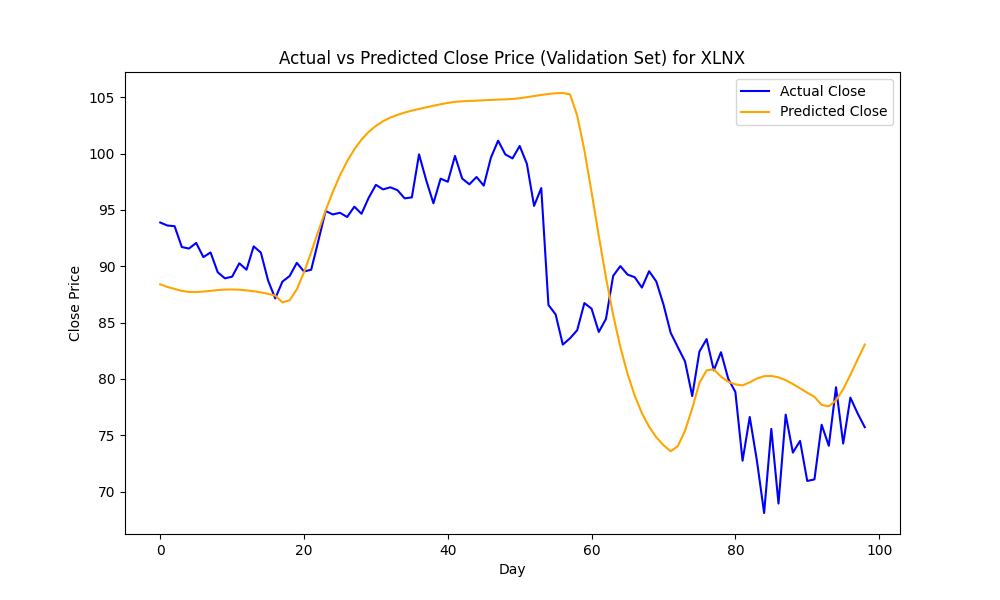 Actual vs Predicted Close Price (Validation Set) for XLNX
Actual Close
Predicted Close
Close Price
105
100
95
90
85
80
75
70
0 20 40 60 80 100
Day